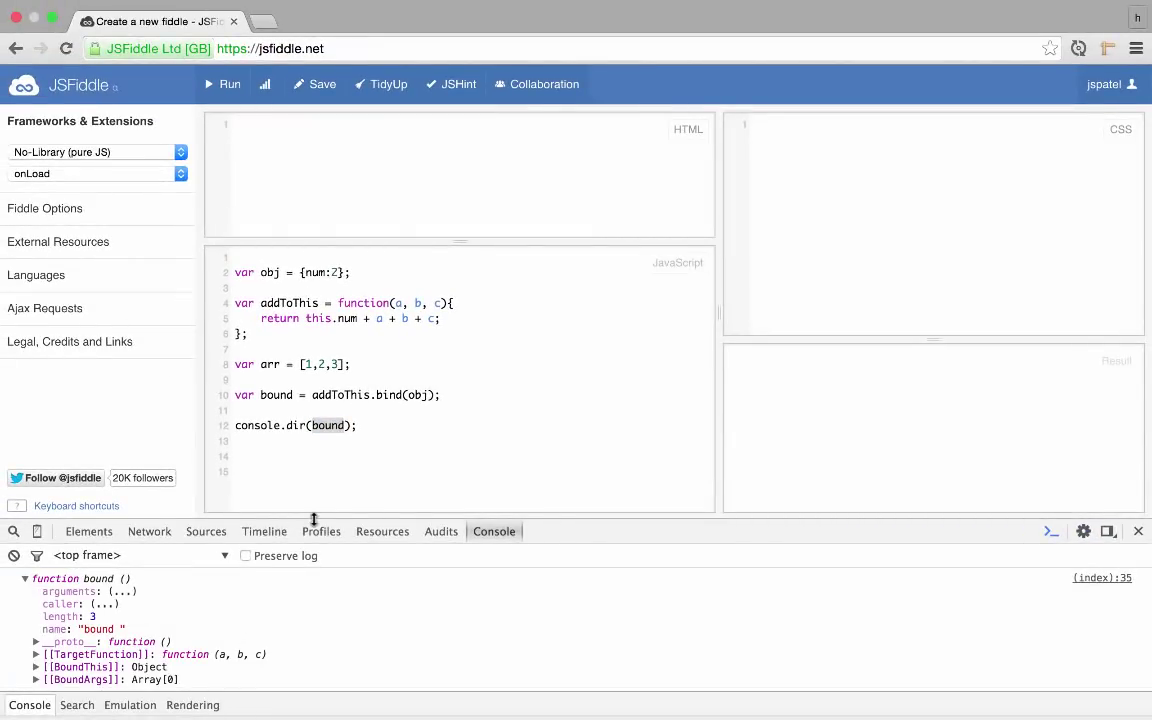 Create a new fiddle - JSFi
h
JSFiddle Ltd [GB] https://jsfiddle.net
JSFiddle Run Save TidyUp JSHint Collaboration jspatel
Frameworks & Extensions
No-Library (pure JS)
onLoad
Fiddle Options
External Resources
Languages
Ajax Requests
Legal, Credits and Links
Follow @jsfiddle 20K followers
? Keyboard shortcuts
1 HTML
1 CSS
JavaScript
1
2 var obj = {num:2};
3
4 var addToThis = function(a, b, c){
5 return this.num + a + b + c;
6 };
7
8 var arr = [1,2,3];
9
10 var bound = addToThis.bind(obj);
11
12 console.dir(bound);
13
14
15
Result
Elements Network Sources Timeline Profiles Resources Audits Console
<top frame> Preserve log
function bound () (index):35
arguments: (...)
caller: (...)
length: 3
name: "bound "
__proto__: function ()
[[TargetFunction]]: function (a, b, c)
[[BoundThis]]: Object
[[BoundArgs]]: Array[0]
Console Search Emulation Rendering